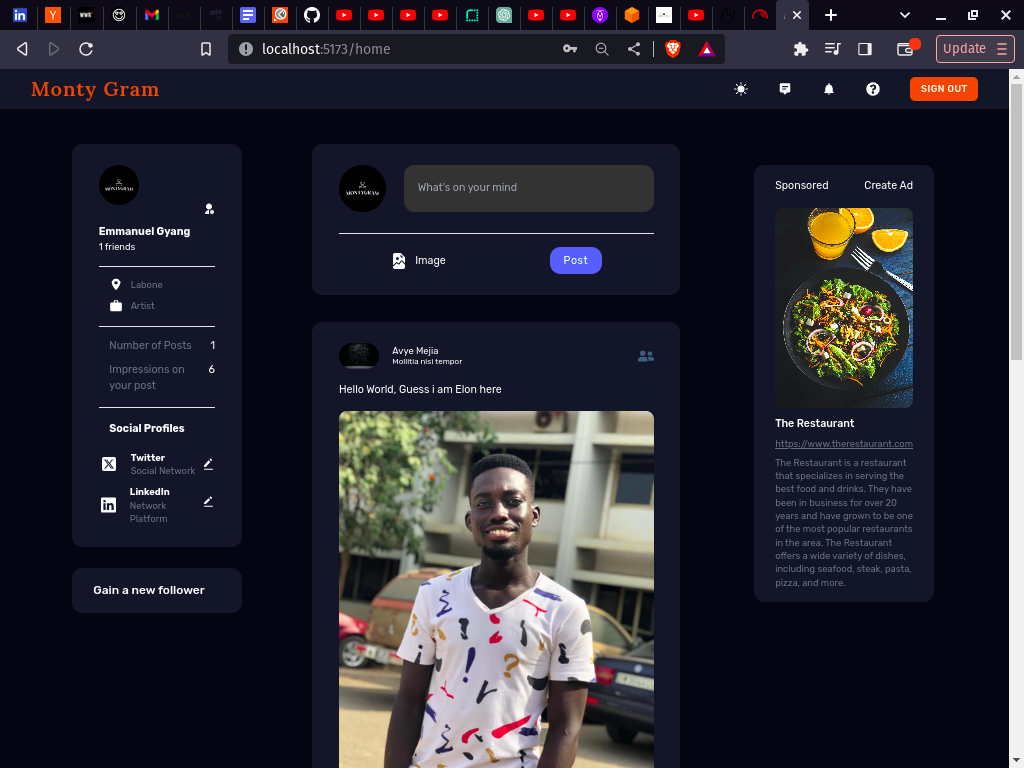 WWR
localhost:5173/home
Update
Monty Gram
SIGN OUT
MONTYGRAM
Emmanuel Gyang
1 friends
Labone
Artist
Number of Posts 1
Impressions on 6
your post
Social Profiles
Twitter
Social Network
LinkedIn
Network
Platform
Gain a new follower
MONTYGRAM
What's on your mind
Image
Post
Avye Mejia
Mollitia nisi tempor
Hello World, Guess i am Elon here
Sponsored Create Ad
The Restaurant
https://www.therestaurant.com
The Restaurant is a restaurant
that specializes in serving the
best food and drinks. They have
been in business for over 20
years and have grown to be one
of the most popular restaurants
in the area. The Restaurant
offers a wide variety of dishes,
including seafood, steak, pasta,
pizza, and more.